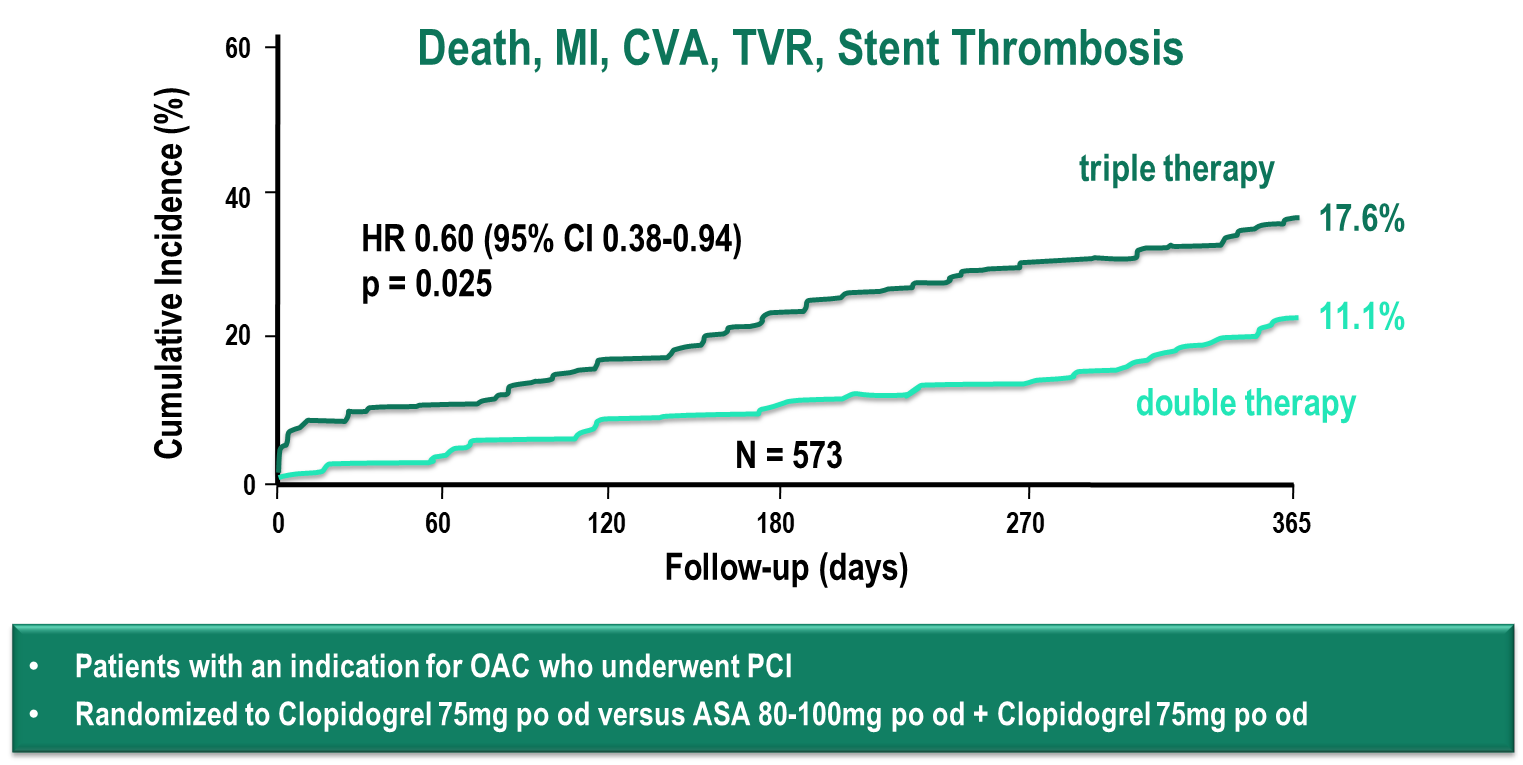 Death, MI, CVA, TVR, Stent Thrombosis
Cumulative Incidence (%)
60
40
20
0
triple therapy
17.6%
HR 0.60 (95% CI 0.38-0.94)
p = 0.025
11.1%
double therapy
N = 573
0 60 120 180 270 365
Follow-up (days)
• Patients with an indication for OAC who underwent PCI
• Randomized to Clopidogrel 75mg po od versus ASA 80-100mg po od + Clopidogrel 75mg po od